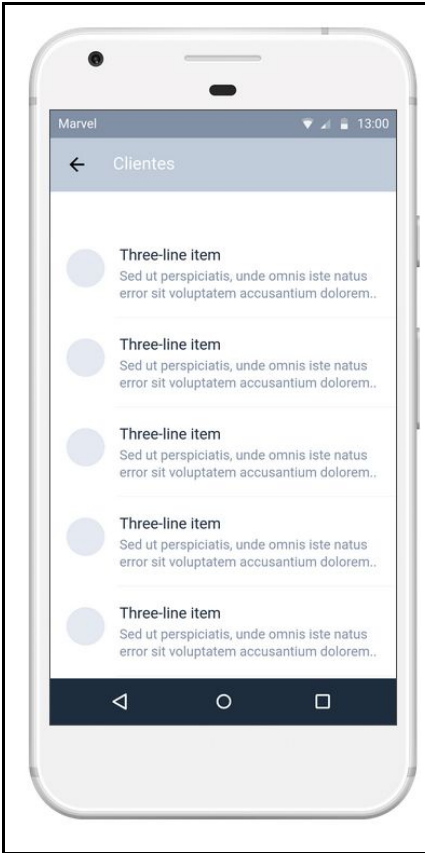 Marvel 13:00
Clientes
Three-line item
Sed ut perspiciatis, unde omnis iste natus
error sit voluptatem accusantium dolorem..
Three-line item
Sed ut perspiciatis, unde omnis iste natus
error sit voluptatem accusantium dolorem..
Three-line item
Sed ut perspiciatis, unde omnis iste natus
error sit voluptatem accusantium dolorem..
Three-line item
Sed ut perspiciatis, unde omnis iste natus
error sit voluptatem accusantium dolorem..
Three-line item
Sed ut perspiciatis, unde omnis iste natus
error sit voluptatem accusantium dolorem..